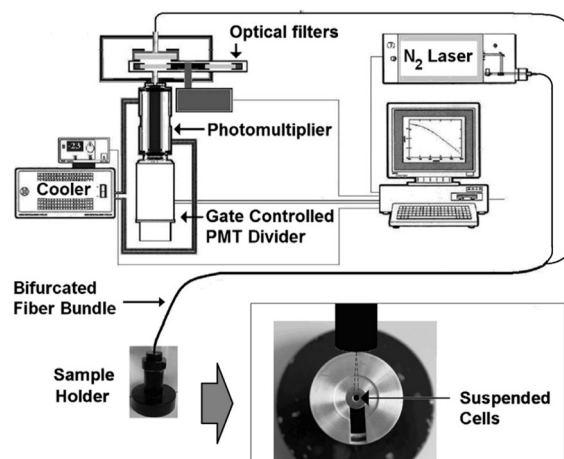 Optical filters
N2 Laser
Photomultiplier
-23
Cooler
Gate Controlled
PMT Divider
Bifurcated
Fiber Bundle
Sample
Holder
Suspended
Cells